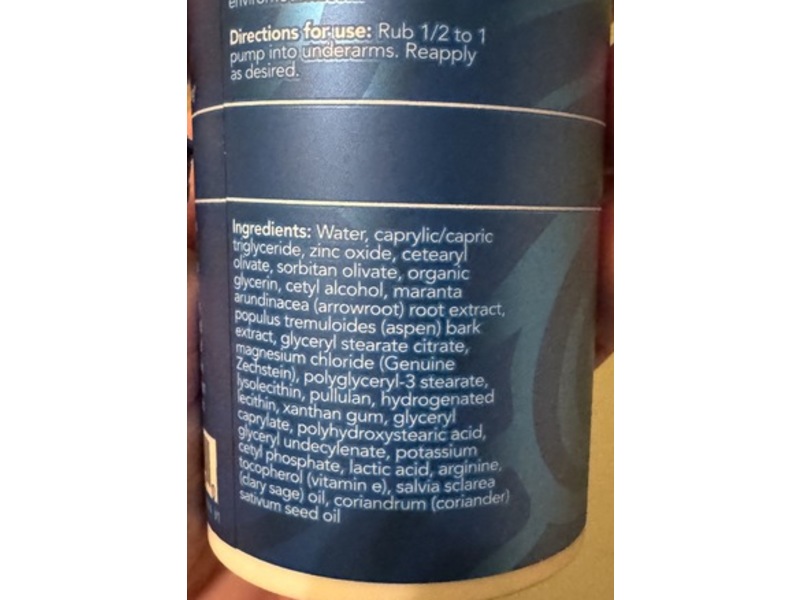 Directions for use: Rub 1/2 to 1
pump into underarms. Reapply
as desired.
Ingredients: Water, caprylic/capric
triglyceride, zinc oxide, cetearyl
olivate, sorbitan olivate, organic
glycerin, cetyl alcohol, maranta
arundinacea (arrowroot) root extract,
populus tremuloides (aspen) bark
extract, glyceryl stearate citrate,
magnesium chloride (Genuine
Zechstein), polyglyceryl-3 stearate,
lysolecithin, pullulan, hydrogenated
lecithin, xanthan gum, glyceryl
caprylate, polyhydroxystearic acid,
glyceryl undecylenate, potassium
cetyl phosphate, lactic acid, arginine,
tocopherol (vitamin e), salvia sclarea
(clary sage) oil, coriandrum (coriander)
sativum seed oil